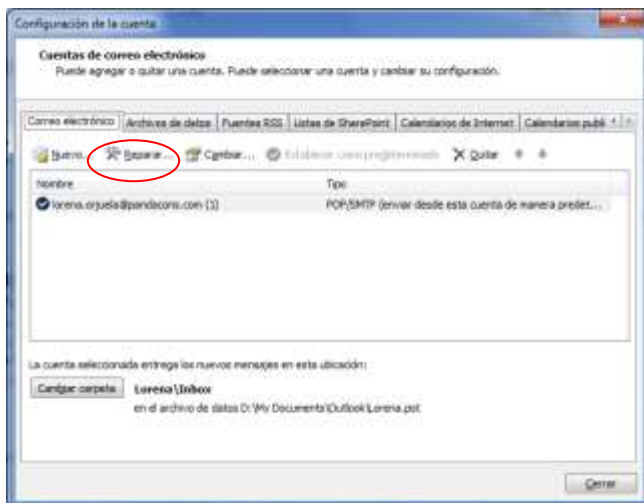 Configuración de la cuenta
Cuentas de correo electrónico
Puede agregar o quitar una cuenta. Puede seleccionar una cuenta y cambiar su configuración.
Correo electrónico Archivos de datos Fuentes RSS Listas de SharePoint Calendarios de Internet Calendarios publ
Nuevo... Reparar... Cambiar... Establecer como predeterminado Quitar
Nombre Tipo
lorena.orjuela@pandacons.com (1) POP/SMTP (enviar desde esta cuenta de manera predet...
La cuenta seleccionada entrega los nuevos mensajes en esta ubicación:
Cambiar carpeta Lorena\Inbox
en el archivo de datos D:\My Documents\Outlook\Lorena.pst
Cerrar